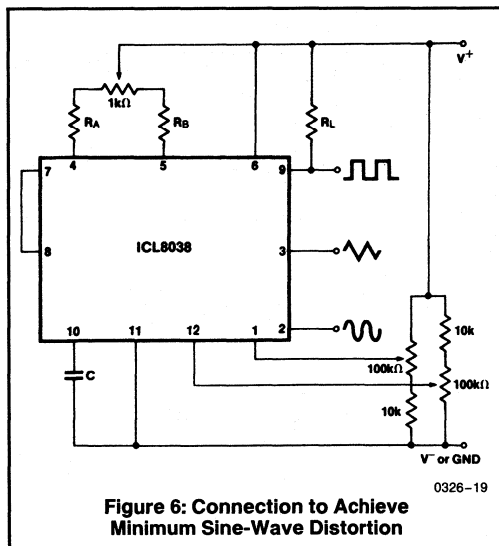 V+
1kΩ
RA
RB
RL
4
5
6
7
9
ICL8038
8
3
10
11
12
1
2
10k
100kΩ
100kΩ
C
10k
V− or GND
0326–19
Figure 6: Connection to Achieve
Minimum Sine-Wave Distortion